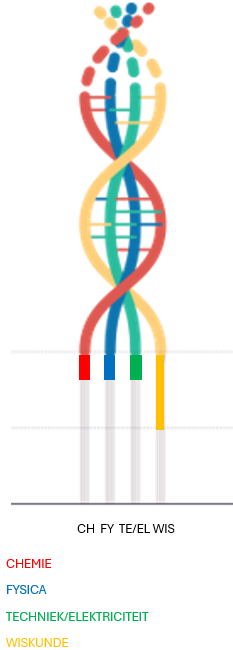 CH FY TE/EL WIS
CHEMIE
FYSICA
TECHNIEK/ELEKTRICITEIT
WISKUNDE